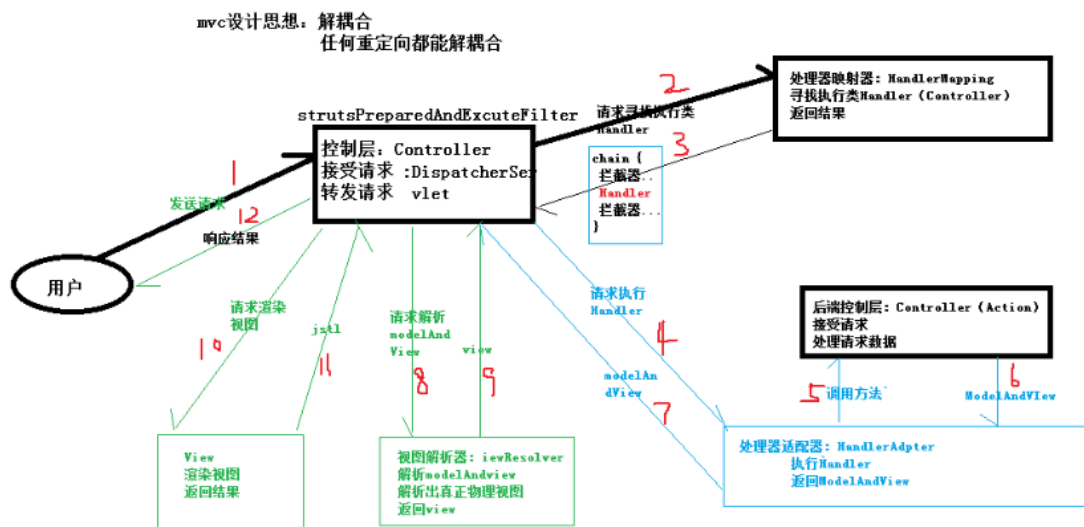 mvc设计思想：解耦合
任何重定向都能解耦合
strutsPreparedAndExcuteFilter
控制层：Controller
接受请求 :DispatcherSer
转发请求 vlet
2
请求寻找执行类
Handler
处理器映射器：HandlerMapping
寻找执行类Handler（Controller）
返回结果
3
chain {
拦截器...
Handler
拦截器...
}
1
发送请求
12
响应结果
用户
请求渲染
视图
10
jstl
11
请求解析
modelAnd
View
8
view
9
请求执行
Handler
4
modelAn
dView
7
后端控制层：Controller（Action）
接受请求
处理请求数据
5
调用方法
6
ModelAndVIew
View
渲染视图
返回结果
视图解析器：iewResolver
解析modelAndview
解析出真正物理视图
返回view
处理器适配器：HandlerAdpter
执行Handler
返回ModelAndView